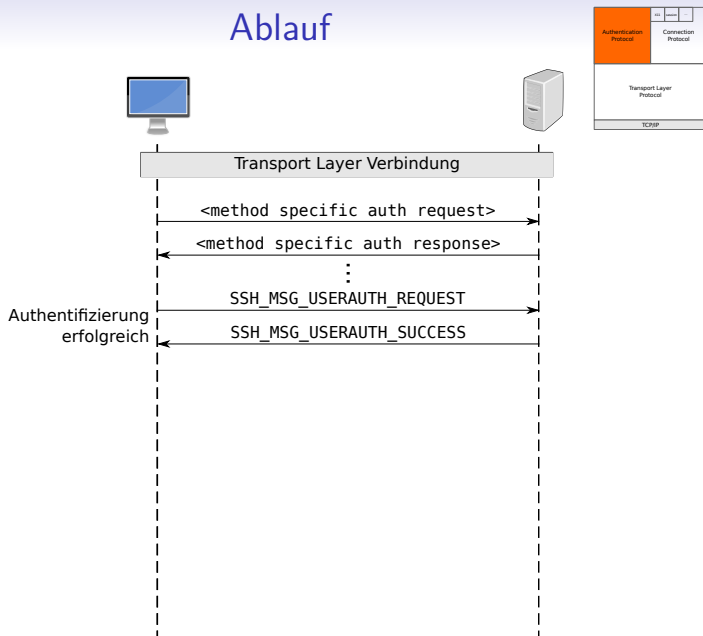 Ablauf
Authentication
Protocol
Connection
Protocol
Transport Layer
Protocol
TCP/IP
Transport Layer Verbindung
<method specific auth request>
<method specific auth response>
SSH_MSG_USERAUTH_REQUEST
Authentifizierung
erfolgreich
SSH_MSG_USERAUTH_SUCCESS